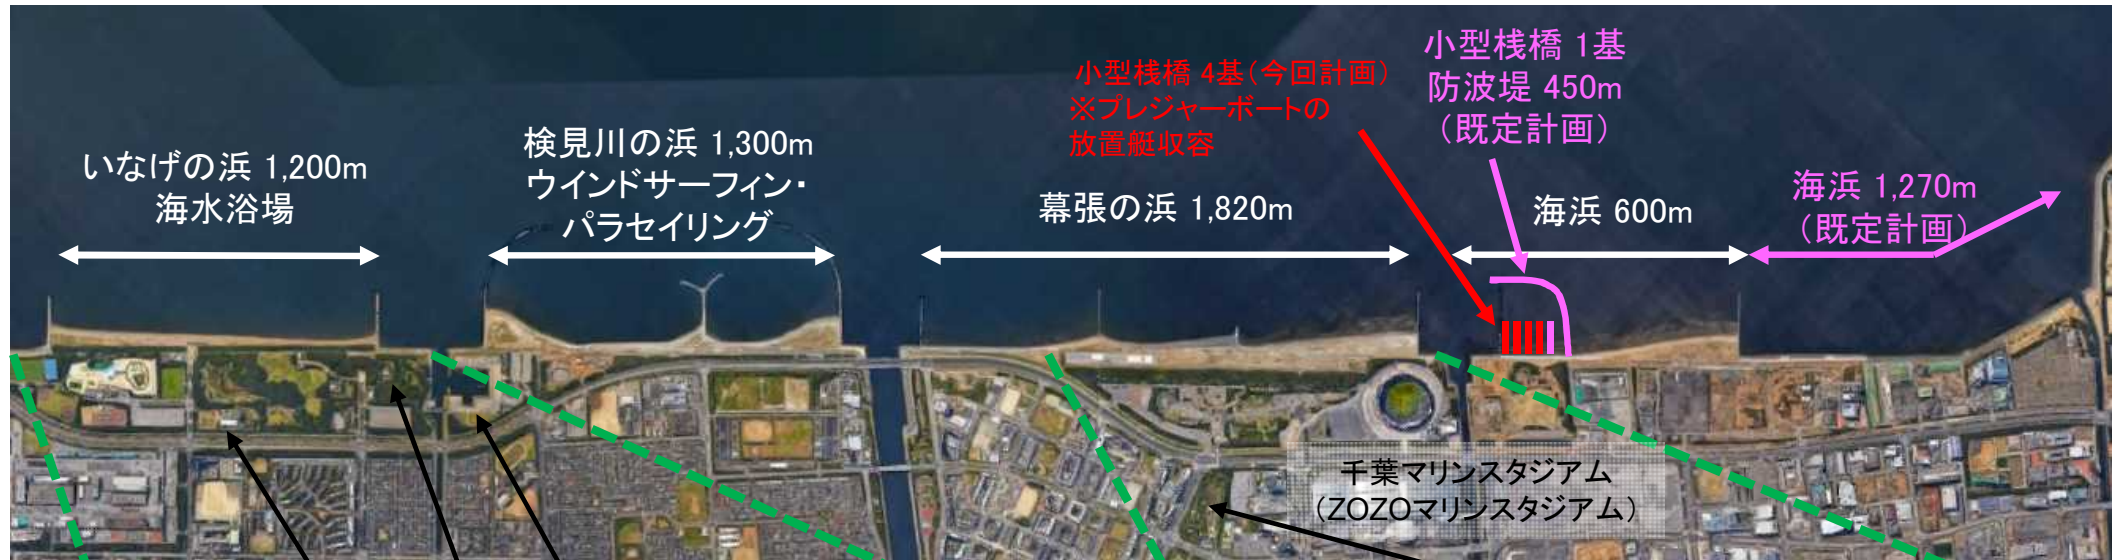 いなげの浜 1,200m
海水浴場
検見川の浜 1,300m
ウインドサーフィン・
パラセイリング
幕張の浜 1,820m
小型桟橋 4基(今回計画)
※プレジャーボートの
放置艇収容
小型桟橋 1基
防波堤 450m
(既定計画)
海浜 600m
海浜 1,270m
(既定計画)
千葉マリンスタジアム
(ZOZOマリンスタジアム)